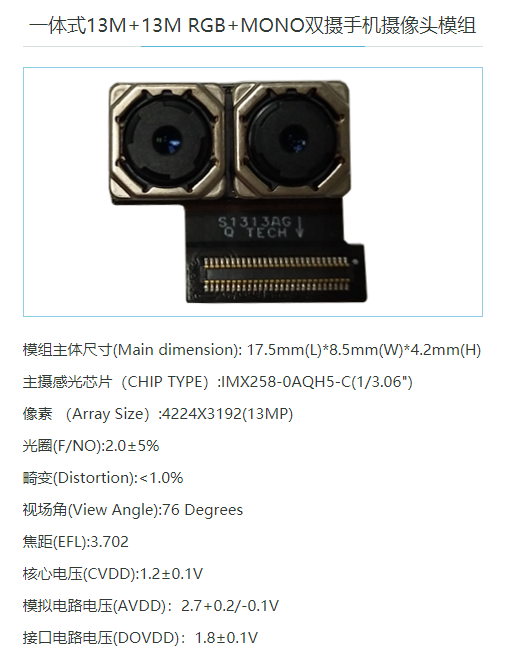 一体式13M+13M RGB+MONO双摄手机摄像头模组
S1313AG
Q TECH
模组主体尺寸(Main dimension): 17.5mm(L)*8.5mm(W)*4.2mm(H)
主摄感光芯片（CHIP TYPE）:IMX258-0AQH5-C(1/3.06")
像素 （Array Size）:4224X3192(13MP)
光圈(F/NO):2.0±5%
畸变(Distortion):<1.0%
视场角(View Angle):76 Degrees
焦距(EFL):3.702
核心电压(CVDD):1.2±0.1V
模拟电路电压(AVDD)：2.7+0.2/-0.1V
接口电路电压(DOVDD)：1.8±0.1V